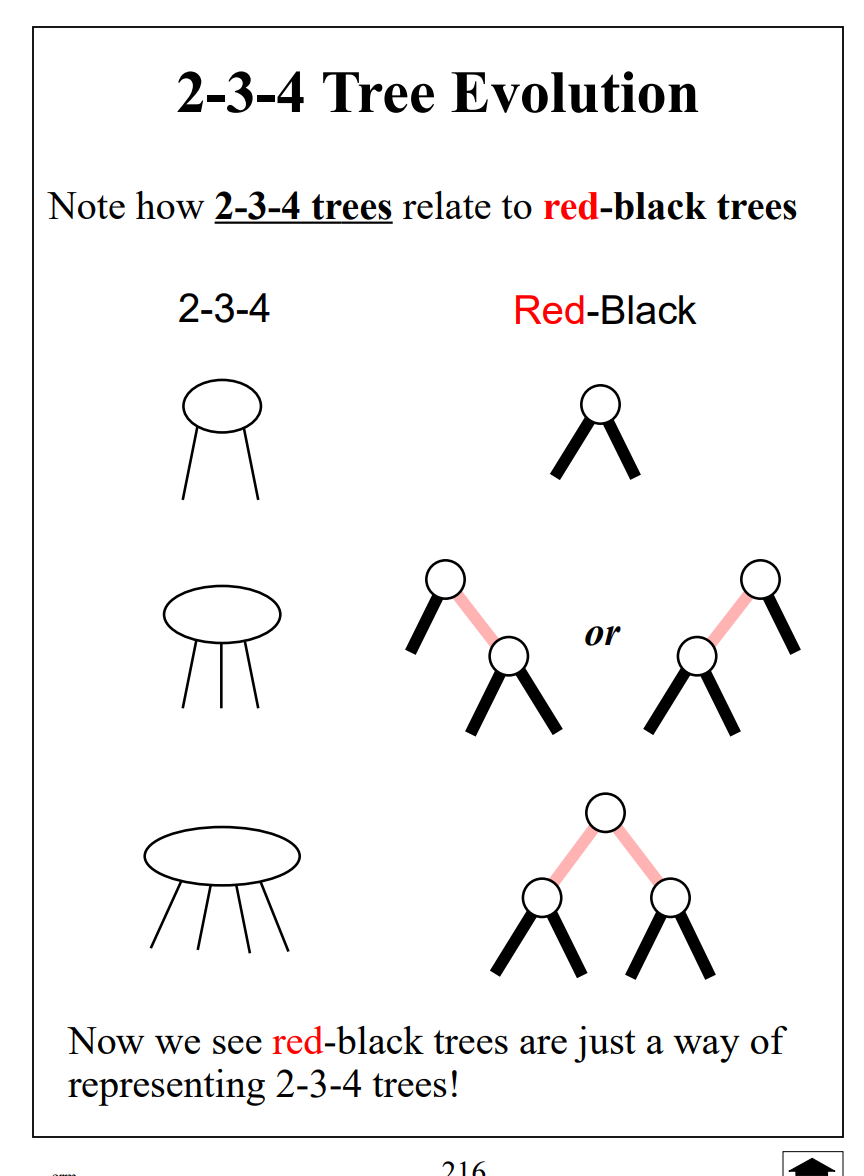 2-3-4 Tree Evolution
Note how 2-3-4 trees relate to red-black trees
2-3-4
Red-Black
or
Now we see red-black trees are just a way of
representing 2-3-4 trees!
216